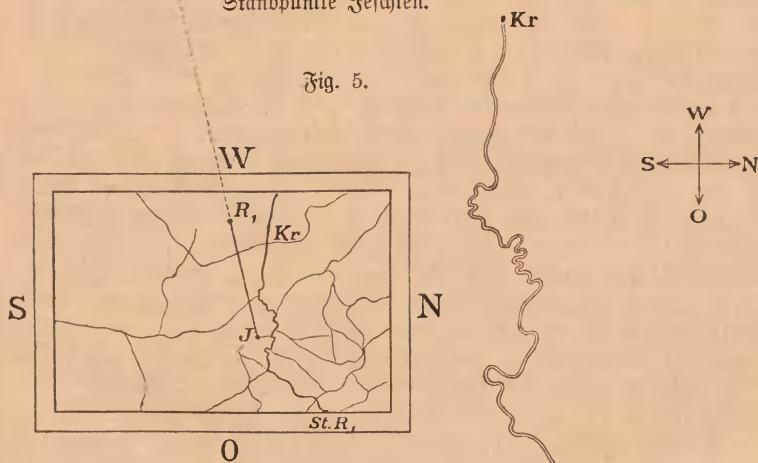 Standpunkte Jeschken.
Kr
Fig. 5.
W
S N
O
W
R,
Kr
S
N
J
St. R,
O